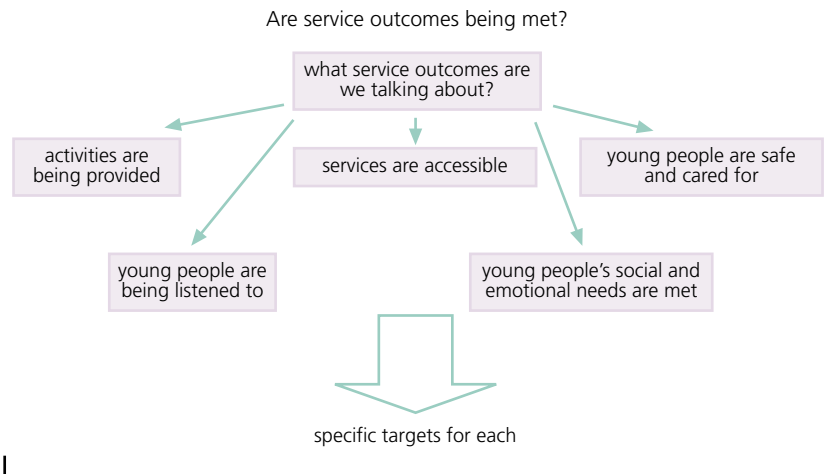 Are service outcomes being met?
what service outcomes are
we talking about?
activities are
being provided
services are accessible
young people are safe
and cared for
young people are
being listened to
young people’s social and
emotional needs are met
specific targets for each